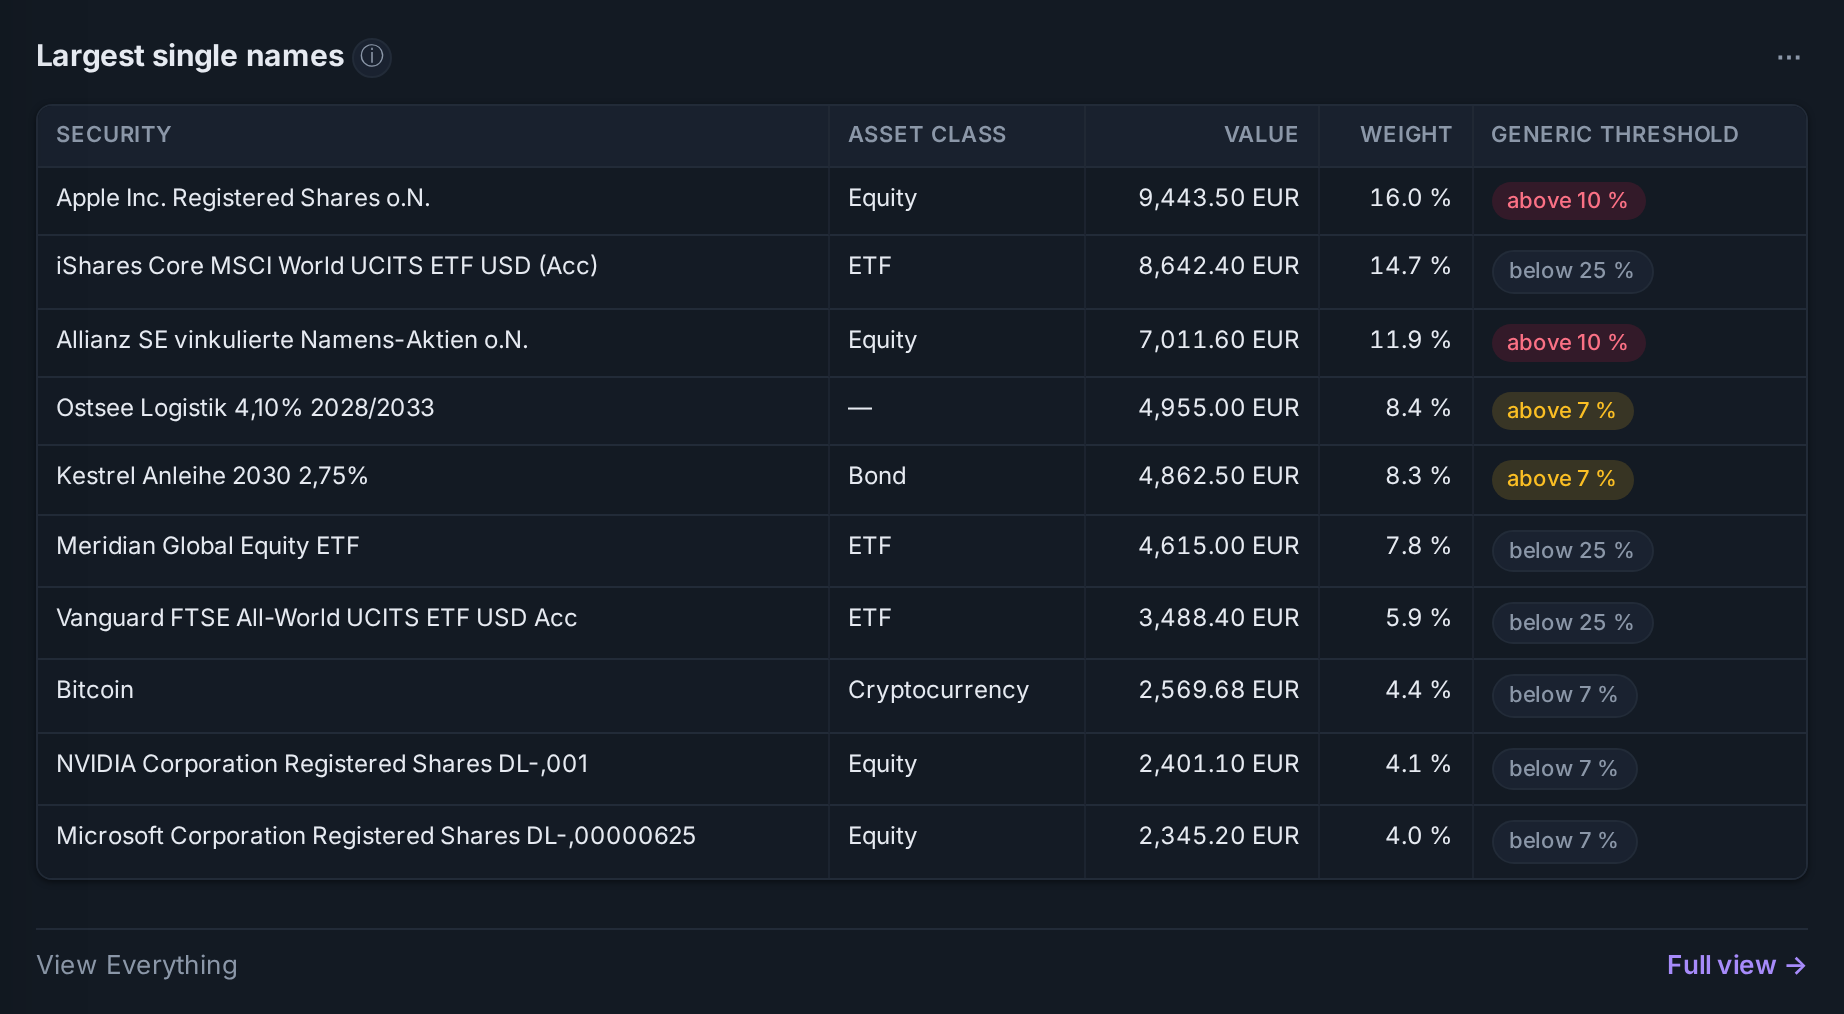 Largest single names ⓘ
...
SECURITY ASSET CLASS VALUE WEIGHT GENERIC THRESHOLD
Apple Inc. Registered Shares o.N. Equity 9,443.50 EUR 16.0 % above 10 %
iShares Core MSCI World UCITS ETF USD (Acc) ETF 8,642.40 EUR 14.7 % below 25 %
Allianz SE vinkulierte Namens-Aktien o.N. Equity 7,011.60 EUR 11.9 % above 10 %
Ostsee Logistik 4,10% 2028/2033 — 4,955.00 EUR 8.4 % above 7 %
Kestrel Anleihe 2030 2,75% Bond 4,862.50 EUR 8.3 % above 7 %
Meridian Global Equity ETF ETF 4,615.00 EUR 7.8 % below 25 %
Vanguard FTSE All-World UCITS ETF USD Acc ETF 3,488.40 EUR 5.9 % below 25 %
Bitcoin Cryptocurrency 2,569.68 EUR 4.4 % below 7 %
NVIDIA Corporation Registered Shares DL-,001 Equity 2,401.10 EUR 4.1 % below 7 %
Microsoft Corporation Registered Shares DL-,00000625 Equity 2,345.20 EUR 4.0 % below 7 %
View Everything Full view →